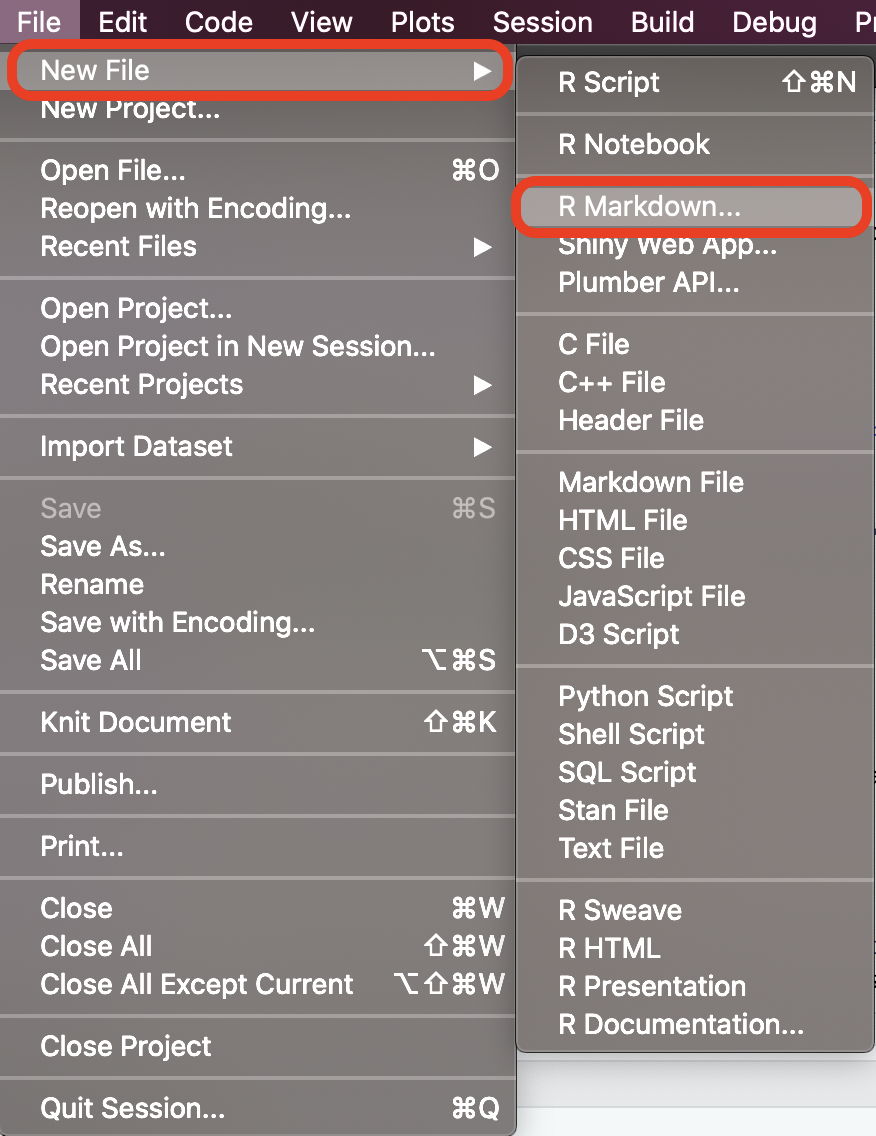 File Edit Code View Plots Session Build Debug
New File ▶
New Project...
Open File... ⌘O
Reopen with Encoding...
Recent Files ▶
Open Project...
Open Project in New Session...
Recent Projects ▶
Import Dataset ▶
Save ⌘S
Save As...
Rename
Save with Encoding...
Save All ⌥⌘S
Knit Document ⇧⌘K
Publish...
Print...
Close ⌘W
Close All ⇧⌘W
Close All Except Current ⌥⇧⌘W
Close Project
Quit Session... ⌘Q
R Script ⇧⌘N
R Notebook
R Markdown...
Shiny Web App...
Plumber API...
C File
C++ File
Header File
Markdown File
HTML File
CSS File
JavaScript File
D3 Script
Python Script
Shell Script
SQL Script
Stan File
Text File
R Sweave
R HTML
R Presentation
R Documentation...